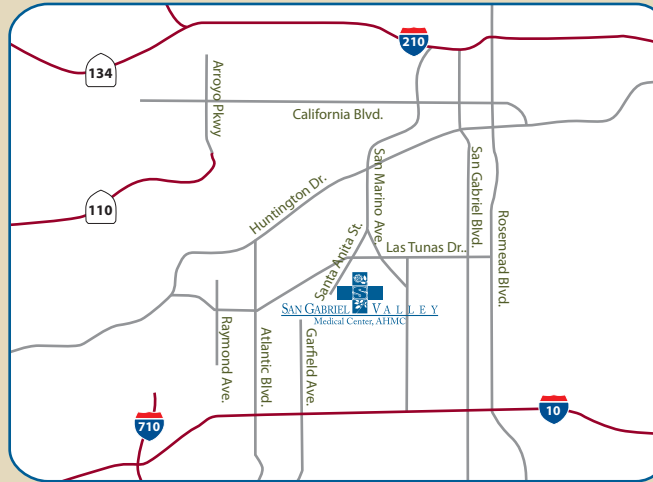 210
134
Arroyo Pkwy
California Blvd.
110
Huntington Dr.
San Marino Ave.
San Gabriel Blvd.
Rosemead Blvd.
Santa Anita St.
Las Tunas Dr..
S
SAN GABRIEL VALLEY
Medical Center, AHMC
Raymond Ave.
Atlantic Blvd.
Garfield Ave.
710
10